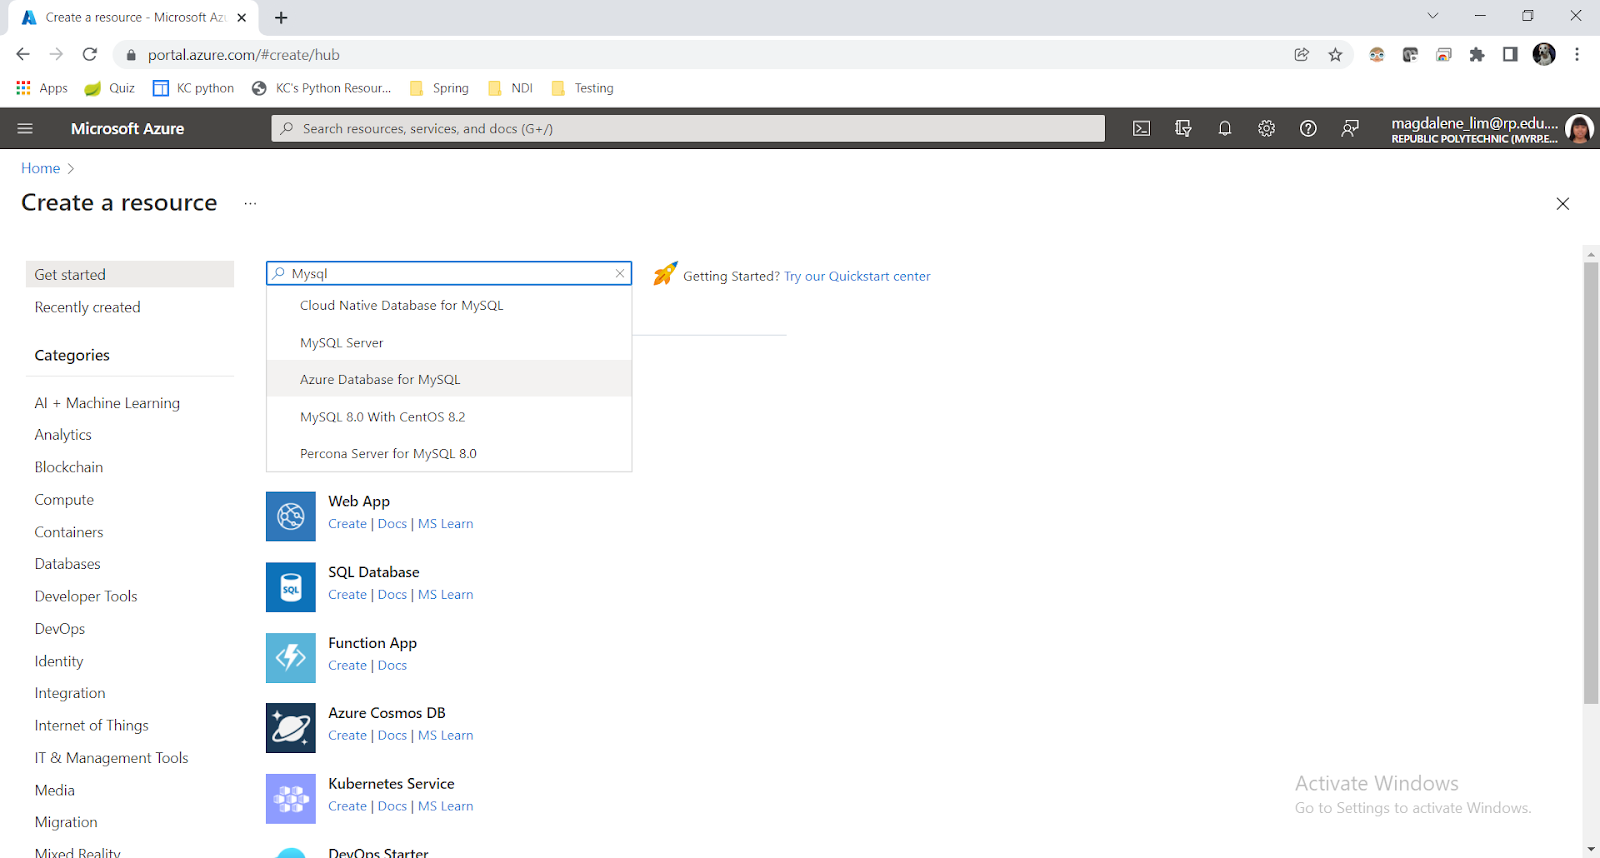 Create a resource - Microsoft Azu
portal.azure.com/#create/hub
Apps Quiz KC python KC's Python Resour... Spring NDI Testing
Microsoft Azure
Search resources, services, and docs (G+/)
magdalene_lim@rp.edu....
REPUBLIC POLYTECHNIC (MYRP.E...
Home >
Create a resource ...
Get started
Recently created
Categories
AI + Machine Learning
Analytics
Blockchain
Compute
Containers
Databases
Developer Tools
DevOps
Identity
Integration
Internet of Things
IT & Management Tools
Media
Migration
Mixed Reality
Mysql
Cloud Native Database for MySQL
MySQL Server
Azure Database for MySQL
MySQL 8.0 With CentOS 8.2
Percona Server for MySQL 8.0
Getting Started? Try our Quickstart center
Web App
Create | Docs | MS Learn
SQL
SQL Database
Create | Docs | MS Learn
Function App
Create | Docs
Azure Cosmos DB
Create | Docs | MS Learn
Kubernetes Service
Create | Docs | MS Learn
DevOps Starter
Activate Windows
Go to Settings to activate Windows.